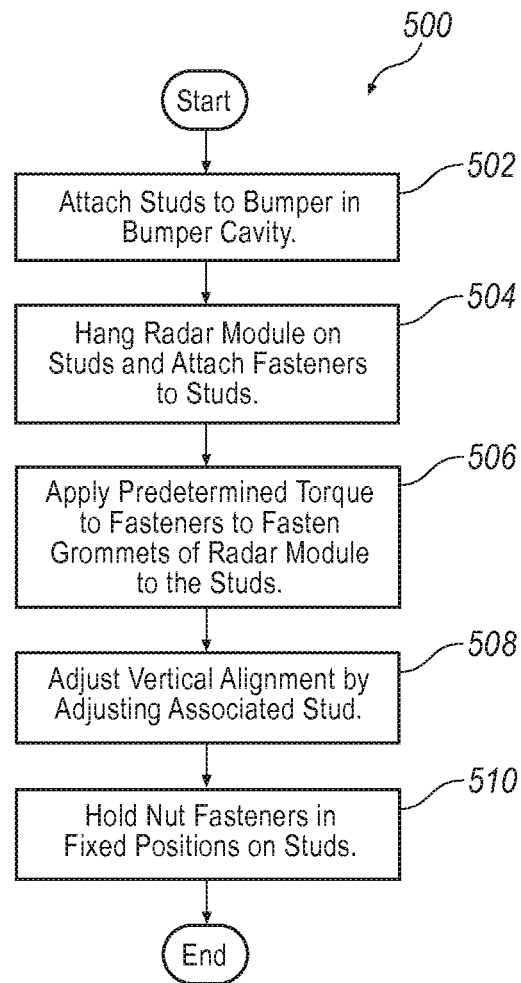 500
Start
502
Attach Studs to Bumper in
Bumper Cavity.
504
Hang Radar Module on
Studs and Attach Fasteners
to Studs.
506
Apply Predetermined Torque
to Fasteners to Fasten
Grommets of Radar Module
to the Studs.
508
Adjust Vertical Alignment by
Adjusting Associated Stud.
510
Hold Nut Fasteners in
Fixed Positions on Studs.
End